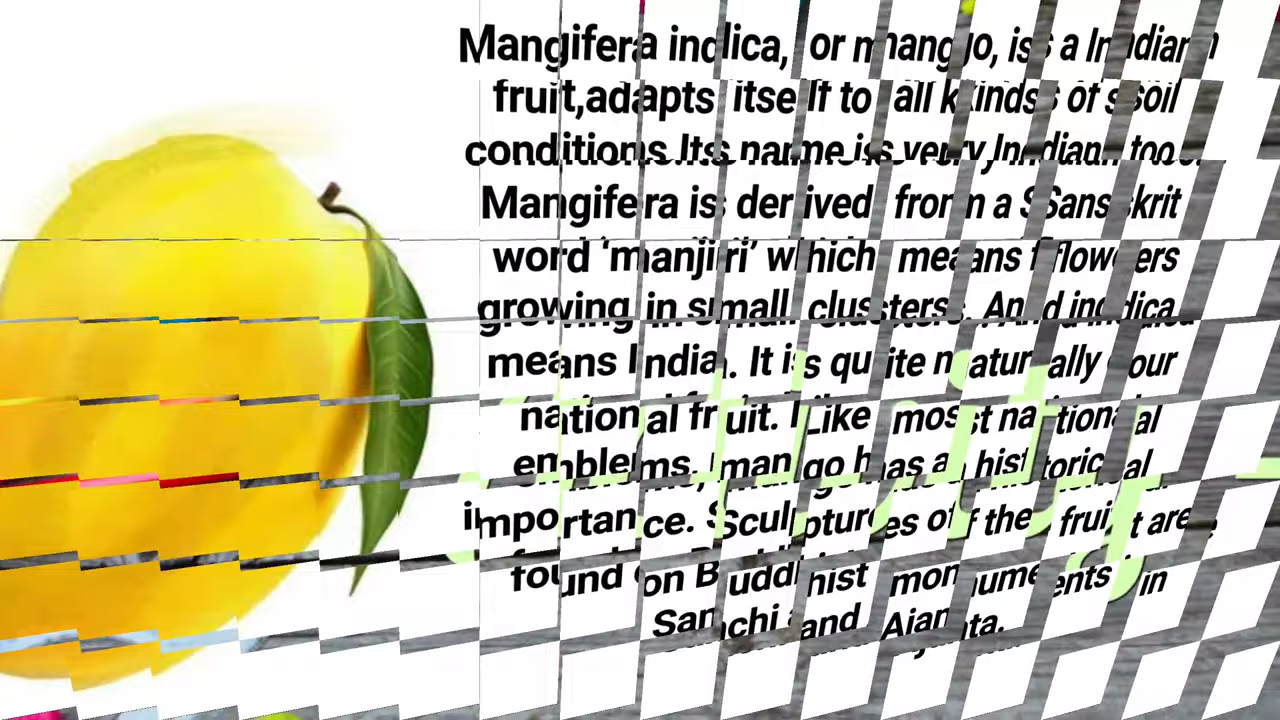 Mangifera indica, or mango, is a Indian
fruit,adapts itself to all kinds of soil
conditions.Its name is very Indian too.
Mangifera is derived from a Sanskrit
word ‘manjiri’ which means flowers
growing in small clusters. And indica
means India. It is quite naturally our
national fruit. Like most national
emblems, mango has a historical
importance. Sculptures of the fruit are
found on Buddhist monuments in
Sanchi and Ajanta.